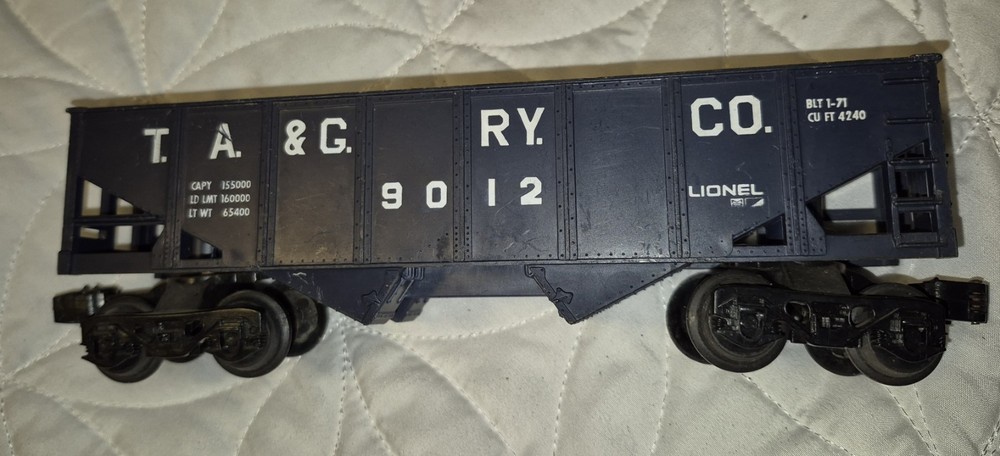 T. A. & G. RY. CO.
BLT 1-71
CU FT 4240
CAPY 155000
LD LMT 160000
LT WT 65400
9012
LIONEL